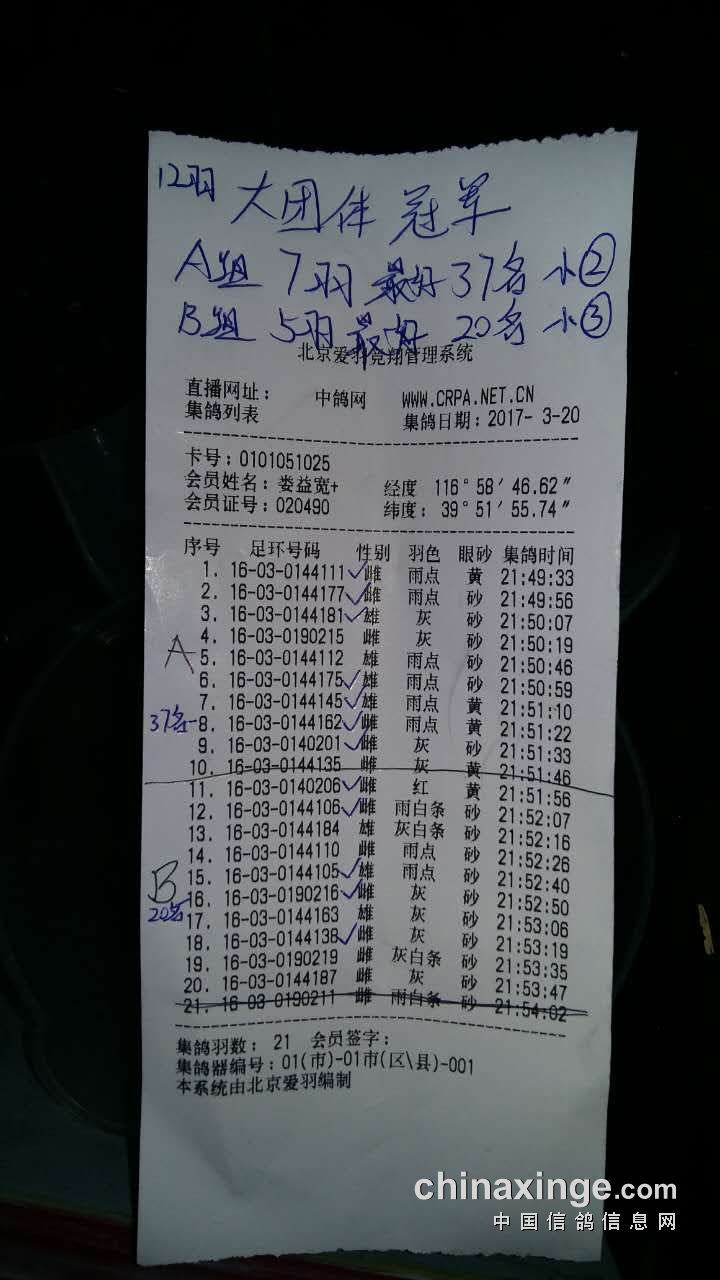 12羽 大团体 冠军
A组 7羽 最好37名 小②
B组 5羽 最好 20名 小③
北京爱羽竞翔管理系统
直播网址: 中鸽网 WWW.CRPA.NET.CN
集鸽列表 集鸽日期:2017- 3-20
卡号:0101051025
会员姓名:娄益宽+ 经度 116°58′46.62″
会员证号:020490 纬度: 39°51′55.74″
序号 足环号码 性别 羽色 眼砂 集鸽时间
1. 16-03-0144111 ✓ 雌 雨点 黄 21:49:33
2. 16-03-0144177 ✓ 雌 雨点 砂 21:49:56
3. 16-03-0144181 ✓ 雄 灰 砂 21:50:07
4. 16-03-0190215 雌 灰 砂 21:50:19
A 5. 16-03-0144112 雄 雨点 砂 21:50:46
6. 16-03-0144175 ✓ 雄 雨点 砂 21:50:59
7. 16-03-0144145 ✓ 雄 雨点 黄 21:51:10
37名 8. 16-03-0144162 ✓ 雌 雨点 黄 21:51:22
9. 16-03-0140201 ✓ 雌 灰 砂 21:51:33
10. 16-03-0144135 雌 灰 黄 21:51:46
11. 16-03-0140206 ✓ 雌 红 黄 21:51:56
12. 16-03-0144106 ✓ 雌 雨白条 砂 21:52:07
13. 16-03-0144184 雄 灰白条 砂 21:52:16
14. 16-03-0144110 雌 雨点 砂 21:52:26
15. 16-03-0144105 ✓ 雄 雨点 砂 21:52:40
B 16. 16-03-0190216 ✓ 雌 灰 砂 21:52:50
20名 17. 16-03-0144163 雄 灰 砂 21:53:06
18. 16-03-0144138 ✓ 雌 灰 砂 21:53:19
19. 16-03-0190219 雌 灰白条 砂 21:53:35
20. 16-03-0144187 雌 灰 砂 21:53:47
21. 16-03-0190211 雌 雨白条 砂 21:54:02
集鸽羽数: 21 会员签字:
集鸽器编号:01(市)-01市(区\县)-001
本系统由北京爱羽编制
chinaxinge.com
中国信鸽信息网